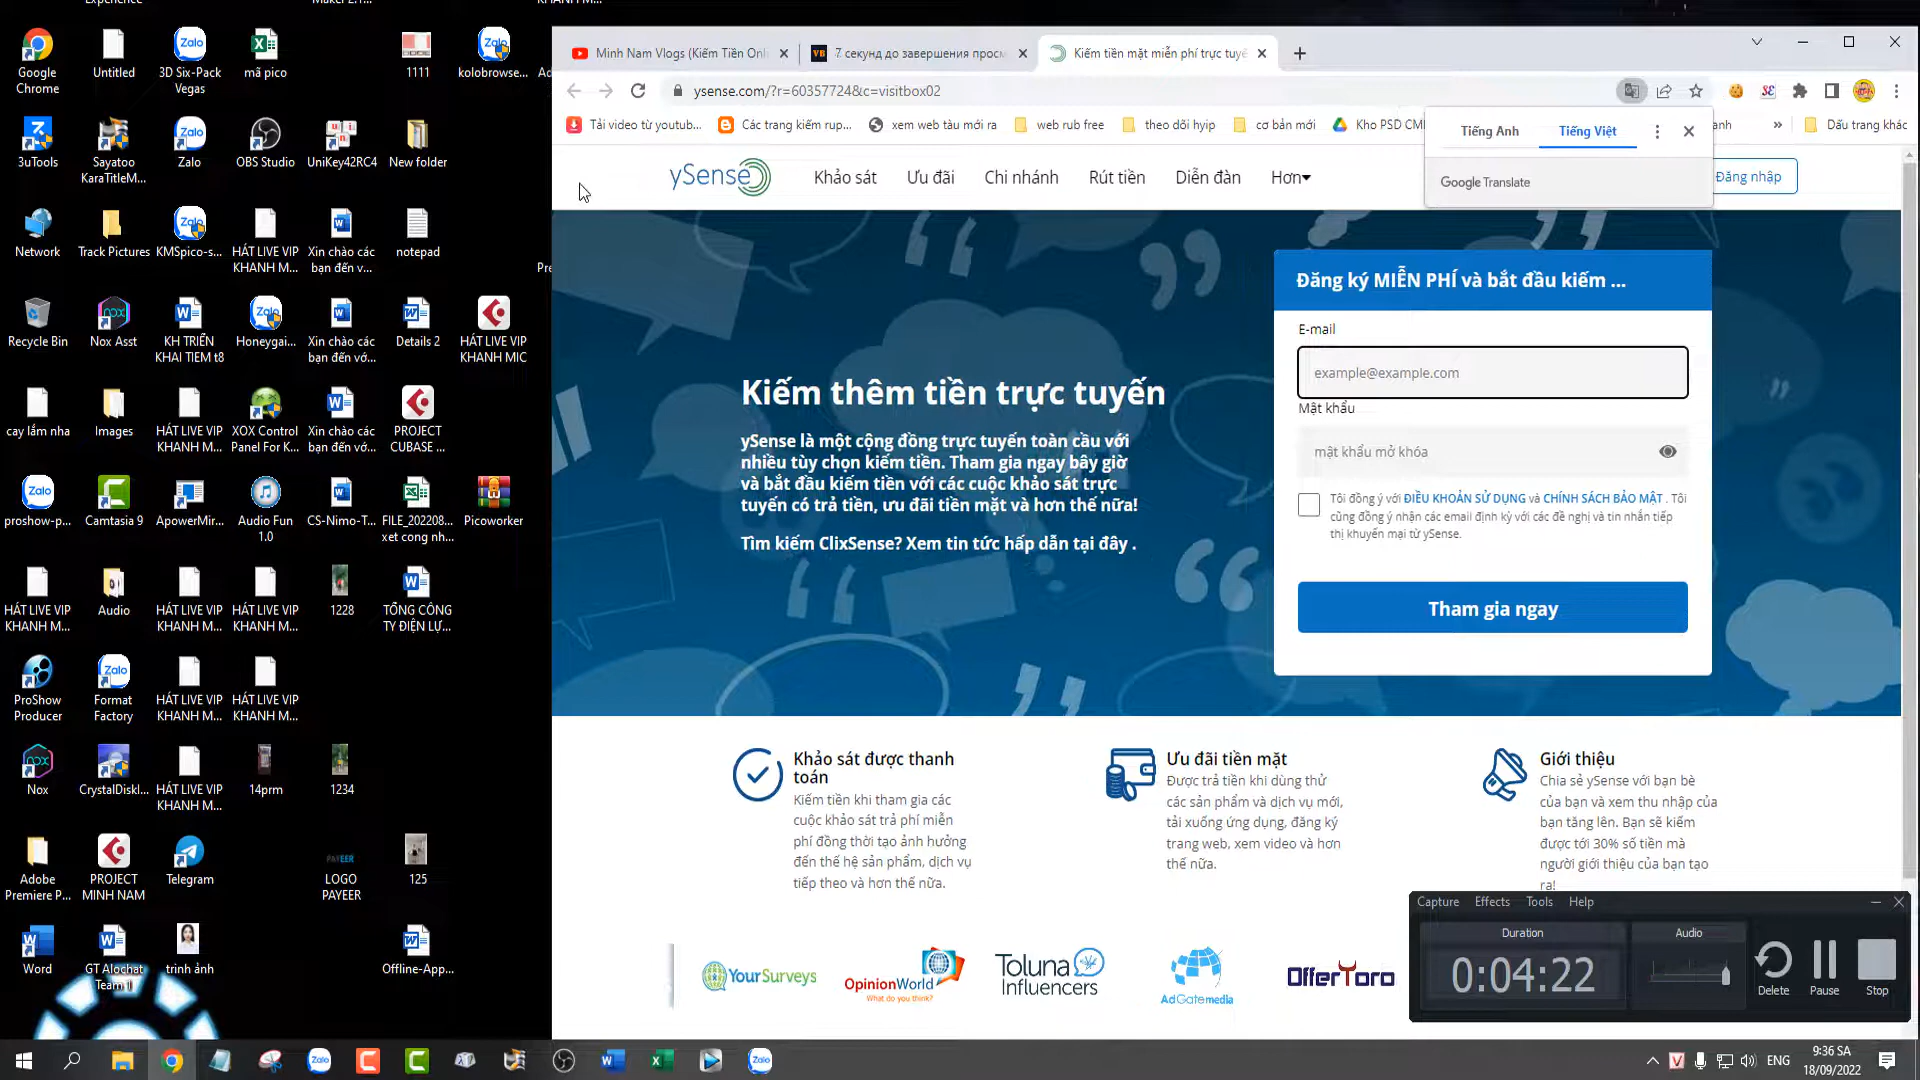 Experience
Maker 2.1...
KHANH M...
Google Chrome
Untitled
3D Six-Pack Vegas
mã pico
1111
kolobrowse...
Ad
3uTools
Sayatoo KaraTitleM...
Zalo
OBS Studio
UniKey42RC4
New folder
Network
Track Pictures
KMSpico-s...
HÁT LIVE VIP KHANH M...
Xin chào các bạn đến v...
notepad
Pre
Recycle Bin
Nox Asst
KH TRIỂN KHAI TIEM t8
Honeygai...
Xin chào các bạn đến vớ...
Details 2
HÁT LIVE VIP KHANH MIC
cay lắm nha
Images
HÁT LIVE VIP KHANH M...
XOX Control Panel For K...
Xin chào các bạn đến vớ...
PROJECT CUBASE ...
proshow-p...
Camtasia 9
ApowerMir...
Audio Fun 1.0
CS-Nimo-T...
FILE_202208... xet cong nh...
Picoworker
HÁT LIVE VIP KHANH M...
Audio
HÁT LIVE VIP KHANH M...
HÁT LIVE VIP KHANH M...
1228
TỔNG CÔNG TY ĐIỆN LỰ...
ProShow Producer
Format Factory
HÁT LIVE VIP KHANH M...
HÁT LIVE VIP KHANH M...
Nox
CrystalDiskI...
HÁT LIVE VIP KHANH M...
14prm
1234
Adobe Premiere P...
PROJECT MINH NAM
Telegram
PAYEER
LOGO PAYEER
125
Word
GT Alochat Team 1
trinh ảnh
Offline-App...
Minh Nam Vlogs (Kiếm Tiền Onl
VB
7 секунд до завершения просм
Kiếm tiền mặt miễn phí trực tuyế
ysense.com/?r=60357724&c=visitbox02
Tải video từ youtub...
Các trang kiếm rup...
xem web tàu mới ra
web rub free
theo dõi hyip
cơ bản mới
Kho PSD CMI
anh
»
Dấu trang khác
Tiếng Anh
Tiếng Việt
Google Translate
ySense
Khảo sát
Ưu đãi
Chi nhánh
Rút tiền
Diễn đàn
Hơn
Đăng nhập
Kiếm thêm tiền trực tuyến
ySense là một cộng đồng trực tuyến toàn cầu với
nhiều tùy chọn kiếm tiền. Tham gia ngay bây giờ
và bắt đầu kiếm tiền với các cuộc khảo sát trực
tuyến có trả tiền, ưu đãi tiền mặt và hơn thế nữa!
Tìm kiếm ClixSense? Xem tin tức hấp dẫn tại đây .
Đăng ký MIỄN PHÍ và bắt đầu kiếm ...
E-mail
example@example.com
Mật khẩu
mật khẩu mở khóa
Tôi đồng ý với ĐIỀU KHOẢN SỬ DỤNG và CHÍNH SÁCH BẢO MẬT . Tôi
cũng đồng ý nhận các email định kỳ với các đề nghị và tin nhắn tiếp
thị khuyến mại từ ySense.
Tham gia ngay
Khảo sát được thanh
toán
Kiếm tiền khi tham gia các
cuộc khảo sát trả phí miễn
phí đồng thời tạo ảnh hưởng
đến thế hệ sản phẩm, dịch vụ
tiếp theo và hơn thế nữa.
Ưu đãi tiền mặt
Được trả tiền khi dùng thử
các sản phẩm và dịch vụ mới,
tải xuống ứng dụng, đăng ký
trang web, xem video và hơn
thế nữa.
Giới thiệu
Chia sẻ ySense với bạn bè
của bạn và xem thu nhập của
bạn tăng lên. Bạn sẽ kiếm
được tới 30% số tiền mà
người giới thiệu của bạn tạo
ra!
YourSurveys
OpinionWorld
What do you think?
Toluna Influencers
AdGatemedia
OfferToro
Capture
Effects
Tools
Help
Duration
0:04:22
Audio
Delete
Pause
Stop
ENG
9:36 SA
18/09/2022